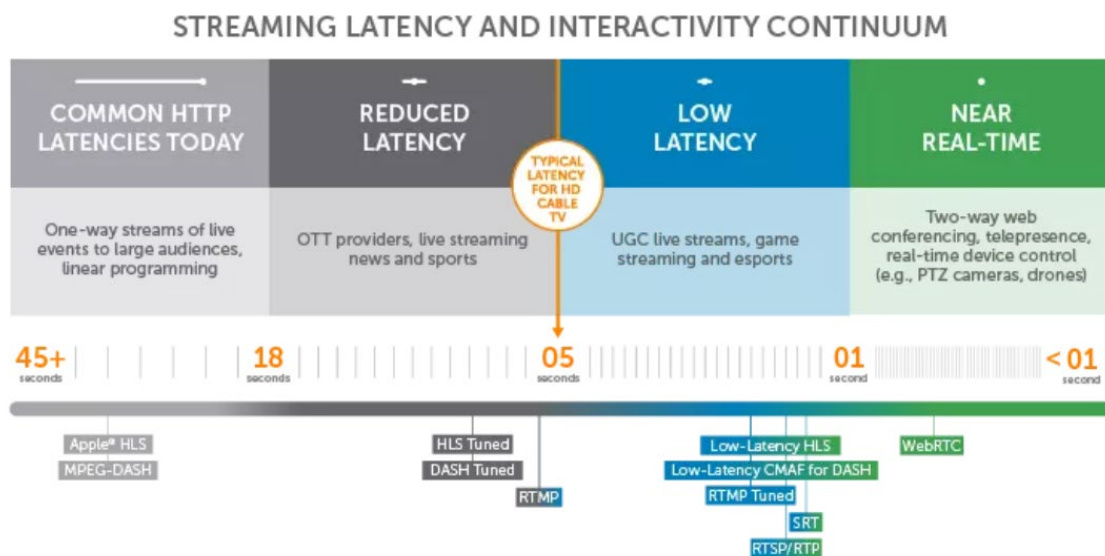 STREAMING LATENCY AND INTERACTIVITY CONTINUUM
COMMON HTTP
LATENCIES TODAY
REDUCED
LATENCY
LOW
LATENCY
NEAR
REAL-TIME
TYPICAL
LATENCY
FOR HD
CABLE
TV
One-way streams of live
events to large audiences,
linear programming
OTT providers, live streaming
news and sports
UGC live streams, game
streaming and esports
Two-way web
conferencing, telepresence,
real-time device control
(e.g., PTZ cameras, drones)
45+
seconds
18
seconds
05
seconds
01
second
< 01
second
Apple® HLS
MPEG-DASH
HLS Tuned
DASH Tuned
RTMP
Low-Latency HLS
Low-Latency CMAF for DASH
RTMP Tuned
SRT
RTSP/RTP
WebRTC